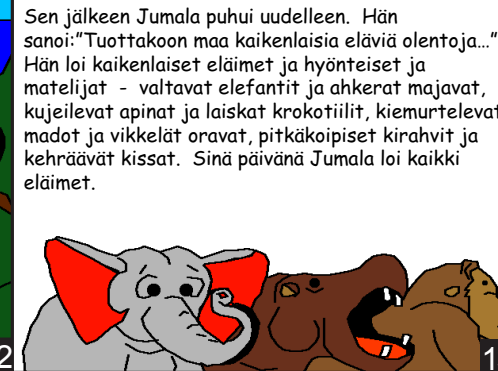 Sen jälkeen Jumala puhui uudelleen.  Hän
sanoi:"Tuottakoon maa kaikenlaisia eläviä olentoja…"
Hän loi kaikenlaiset eläimet ja hyönteiset ja
matelijat  -  valtavat elefantit ja ahkerat majavat,
kujeilevat apinat ja laiskat krokotiilit, kiemurtelevat
madot ja vikkelät oravat, pitkäkoipiset kirahvit ja
kehräävät kissat.  Sinä päivänä Jumala loi kaikki
eläimet.
2
1